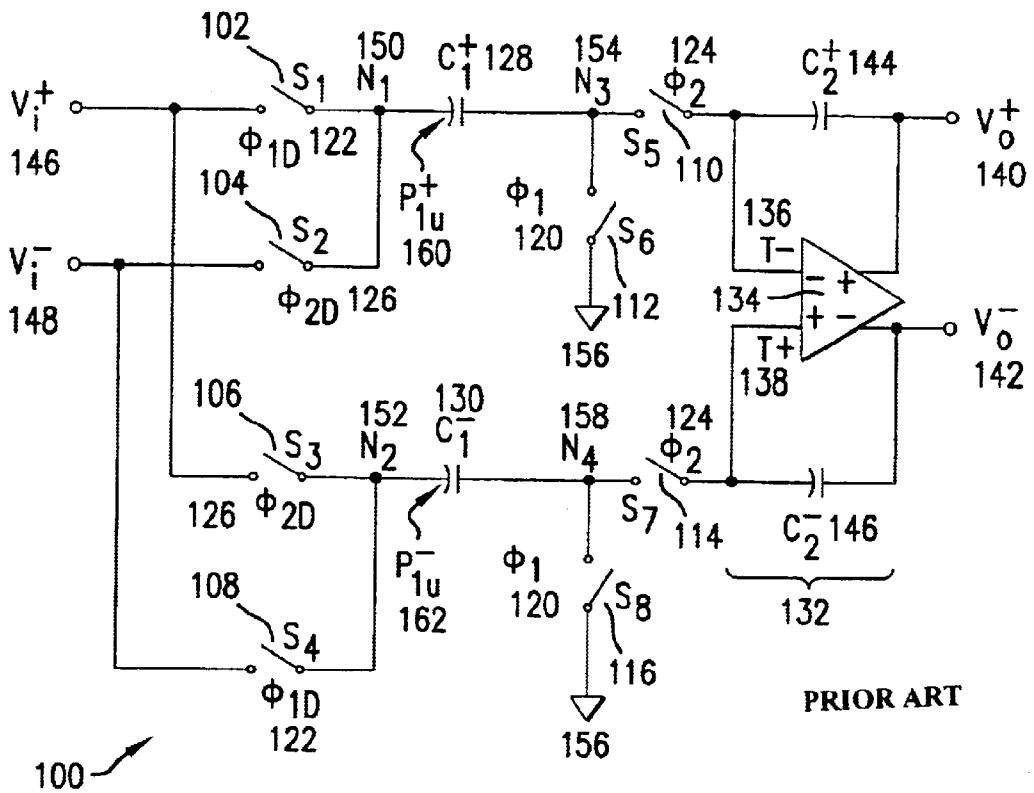 102
150
N₁
C₁⁺ 128
154
N₃
124
Φ₂
C₂⁺ 144
Vᵢ⁺
146
S₁
Φ₁D 122
S₅
110
V₀⁺
140
104
S₂
Φ₂D 126
P₁ᵤ⁺
160
Φ₁
120
S₆
112
156
136
T-
134
- +
+ -
T+
138
Vᵢ⁻
148
V₀⁻
142
106
S₃
126 Φ₂D
152
N₂
130
C₁⁻
158
N₄
124
Φ₂
S₇
114
C₂⁻ 146
132
P₁ᵤ⁻
162
Φ₁
120
S₈
116
156
108
S₄
Φ₁D
122
PRIOR ART
100